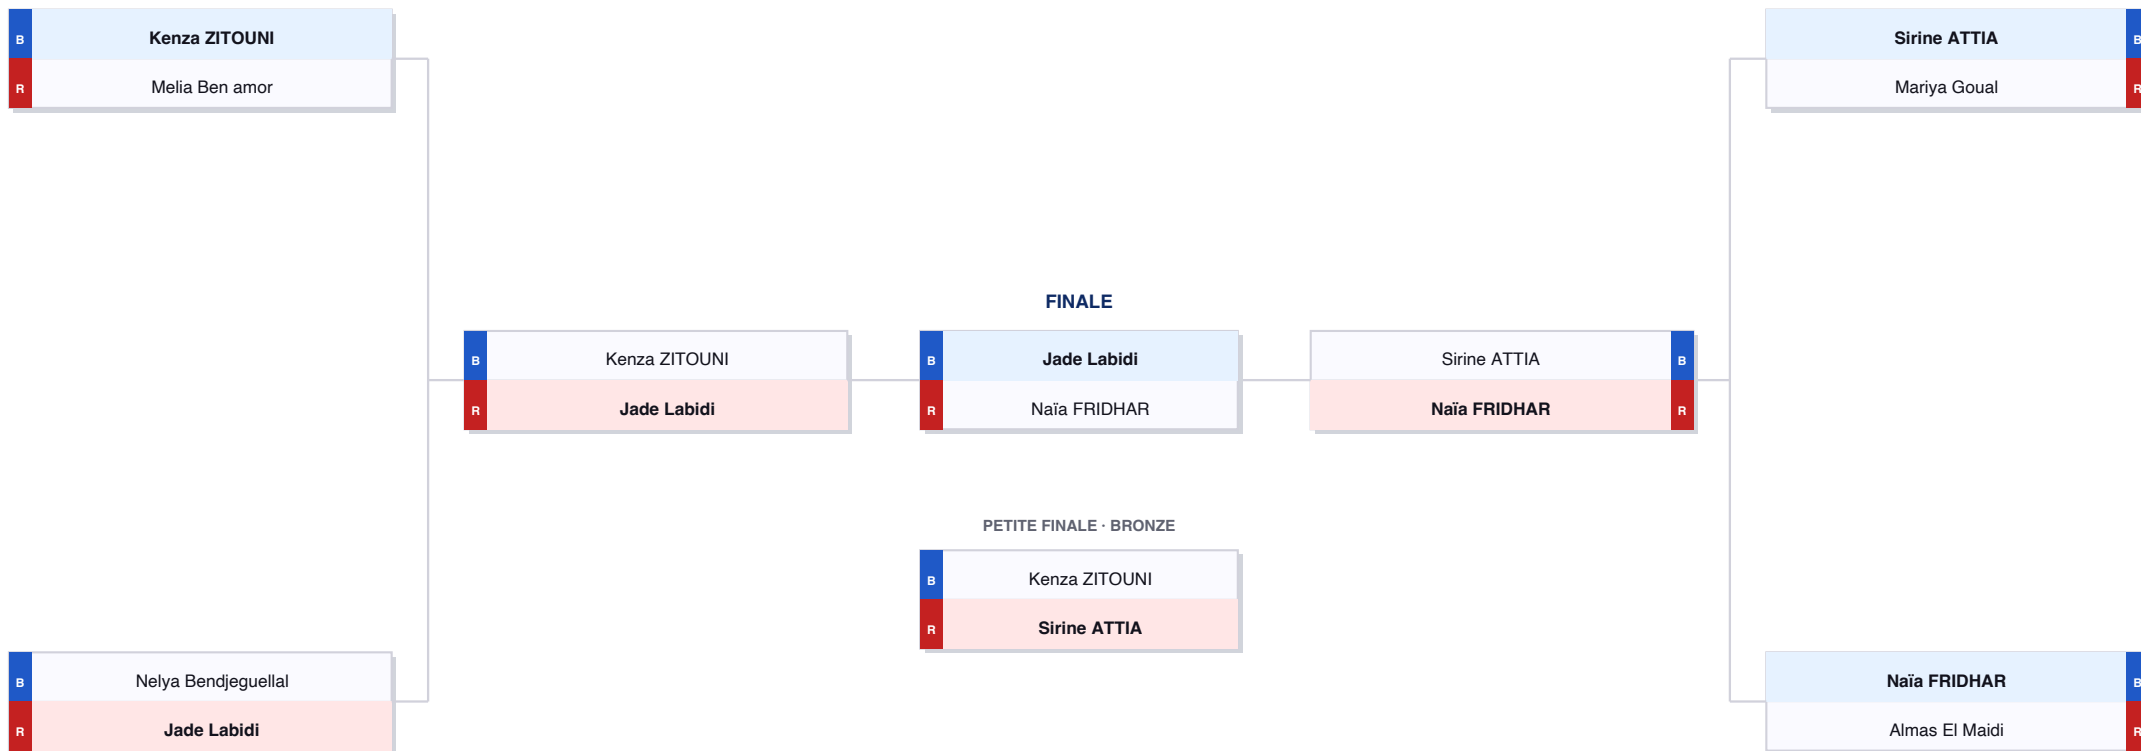 B Kenza ZITOUNI
R Melia Ben amor
Sirine ATTIA B
Mariya Goual R
FINALE
B Kenza ZITOUNI
R Jade Labidi
B Jade Labidi
R Naïa FRIDHAR
Sirine ATTIA B
Naïa FRIDHAR R
PETITE FINALE · BRONZE
B Kenza ZITOUNI
R Sirine ATTIA
B Nelya Bendjeguellal
R Jade Labidi
Naïa FRIDHAR B
Almas El Maidi R